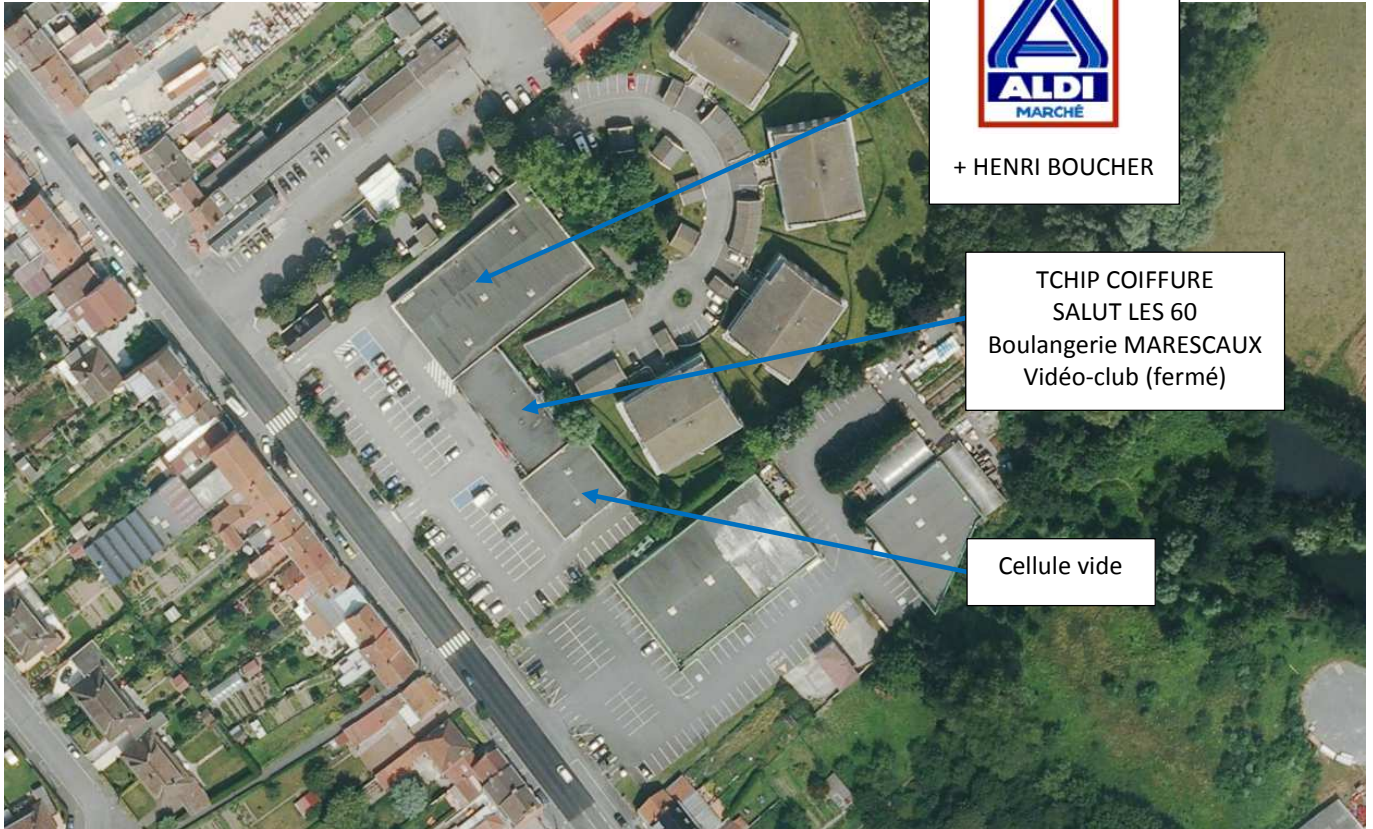 ALDI
MARCHÉ
+ HENRI BOUCHER
TCHIP COIFFURE
SALUT LES 60
Boulangerie MARESCAUX
Vidéo-club (fermé)
Cellule vide